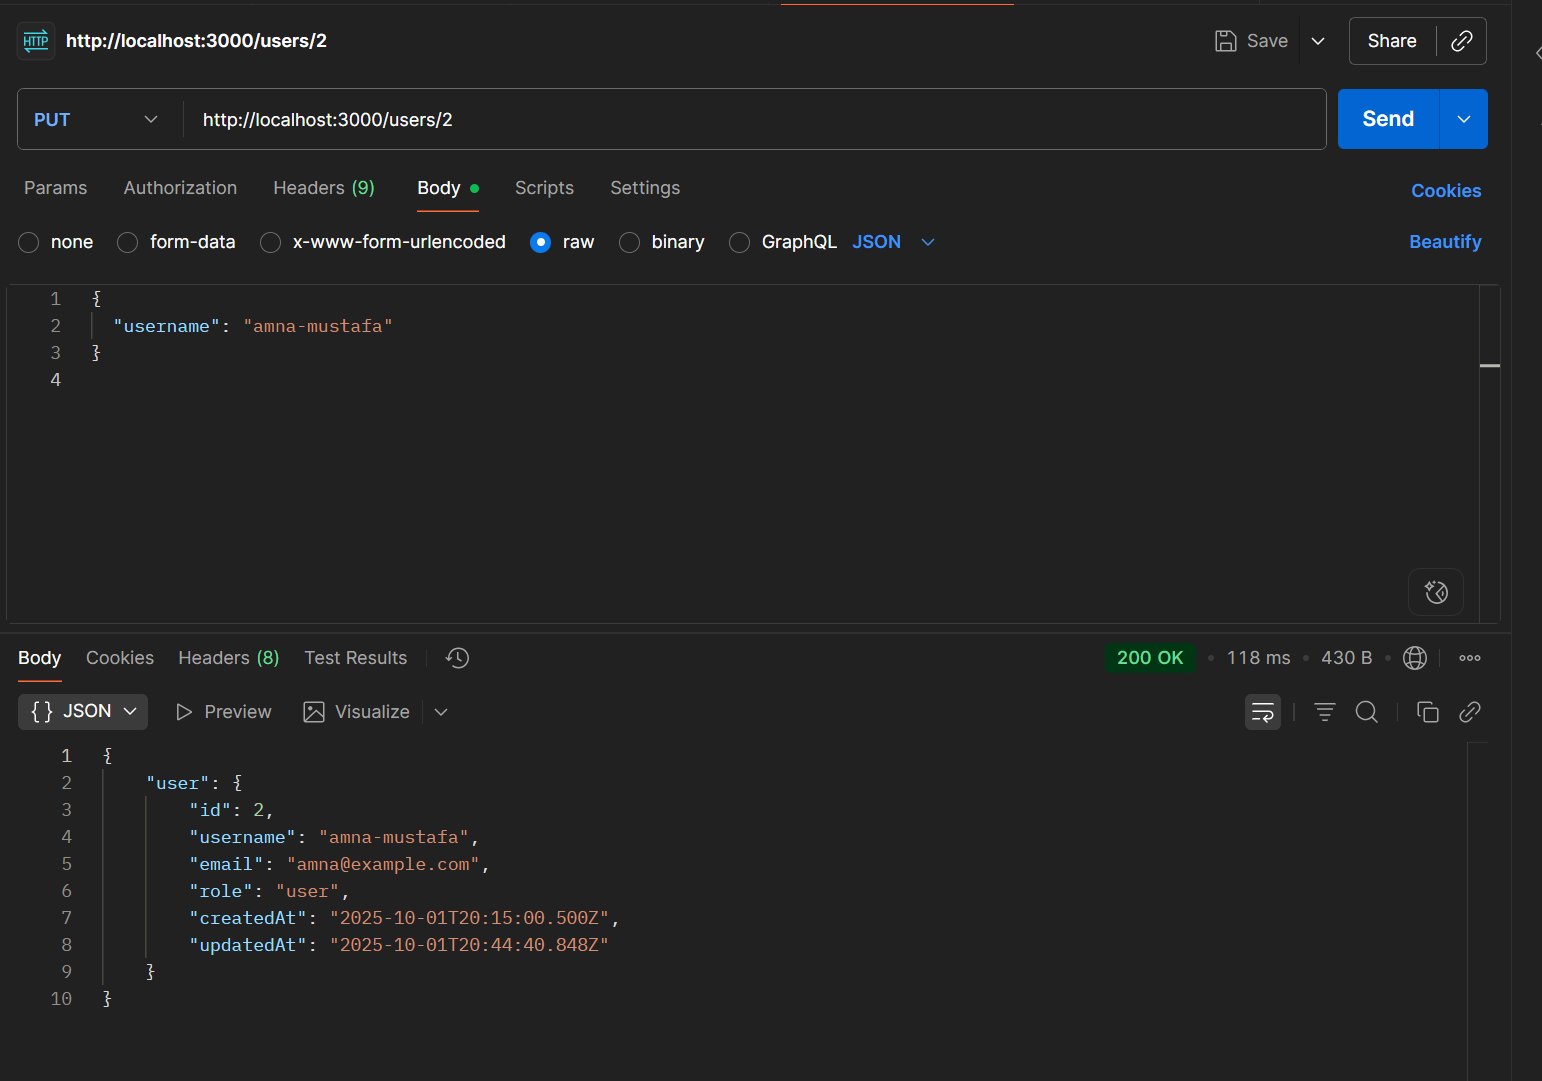 HTTP http://localhost:3000/users/2 Save Share
PUT http://localhost:3000/users/2 Send
Params Authorization Headers (9) Body Scripts Settings Cookies
none form-data x-www-form-urlencoded raw binary GraphQL JSON Beautify
1 {
2 "username": "amna-mustafa"
3 }
4
Body Cookies Headers (8) Test Results 200 OK • 118 ms • 430 B •
{} JSON Preview Visualize
1 {
2 "user": {
3 "id": 2,
4 "username": "amna-mustafa",
5 "email": "amna@example.com",
6 "role": "user",
7 "createdAt": "2025-10-01T20:15:00.500Z",
8 "updatedAt": "2025-10-01T20:44:40.848Z"
9 }
10 }